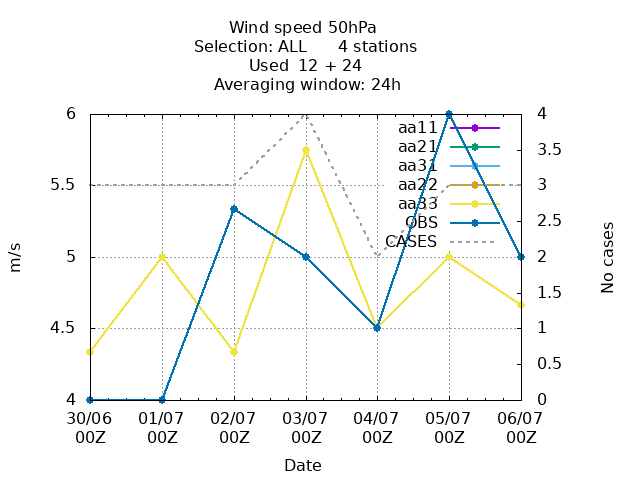 Wind speed 50hPa
Selection: ALL      4 stations
Used  12 + 24
Averaging window: 24h
6
5.5
5
4.5
4
m/s
4
3.5
3
2.5
2
1.5
1
0.5
0
No cases
aa11
aa21
aa31
aa22
aa33
OBS
CASES
30/06 01/07 02/07 03/07 04/07 05/07 06/07
00Z 00Z 00Z 00Z 00Z 00Z 00Z
Date